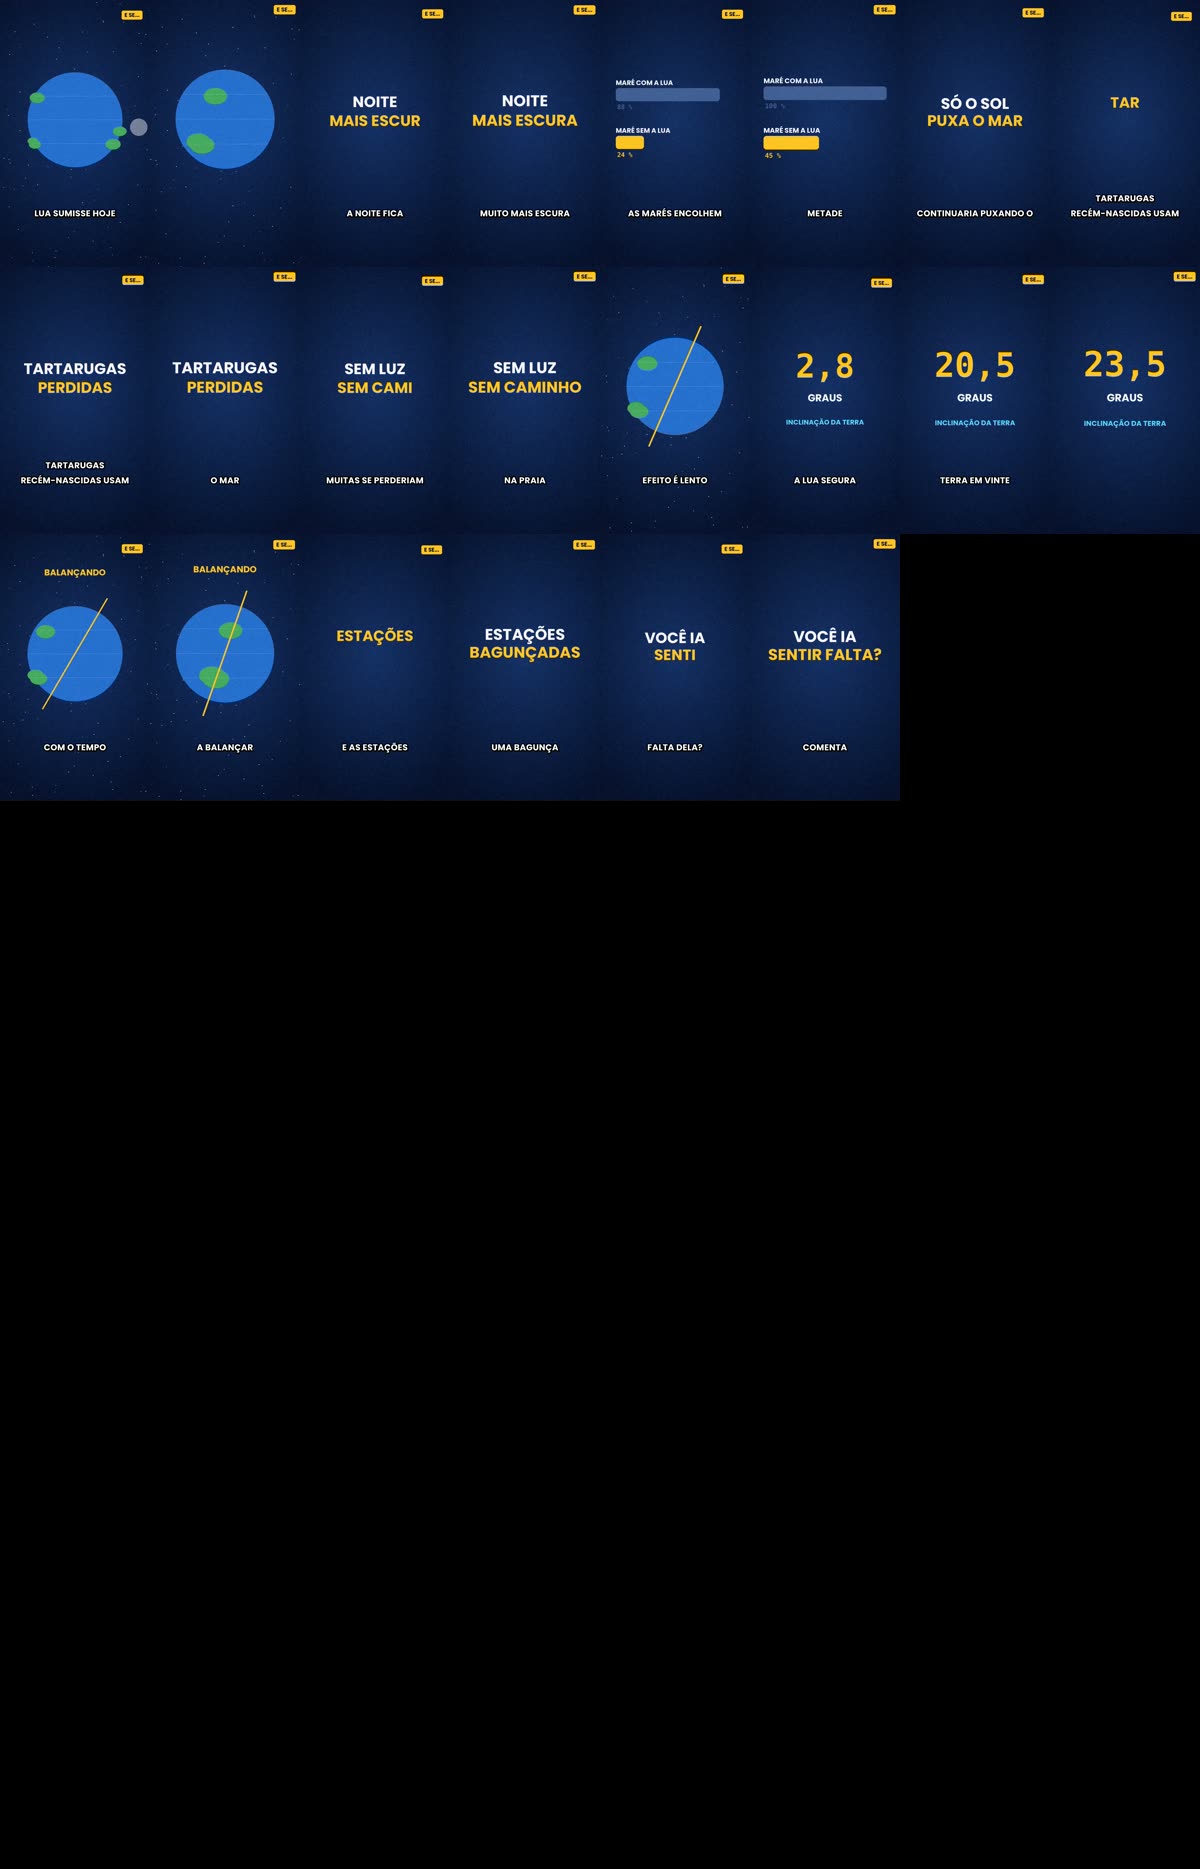 E SE...
LUA SUMISSE HOJE
E SE...
E SE...
NOITE
MAIS ESCUR
A NOITE FICA
E SE...
NOITE
MAIS ESCURA
MUITO MAIS ESCURA
E SE...
MARÉ COM A LUA
88 %
MARÉ SEM A LUA
24 %
AS MARÉS ENCOLHEM
E SE...
MARÉ COM A LUA
100 %
MARÉ SEM A LUA
45 %
METADE
E SE...
SÓ O SOL
PUXA O MAR
CONTINUARIA PUXANDO O
E SE...
TAR
TARTARUGAS
RECÉM-NASCIDAS USAM
E SE...
TARTARUGAS
PERDIDAS
TARTARUGAS
RECÉM-NASCIDAS USAM
E SE...
TARTARUGAS
PERDIDAS
O MAR
E SE...
SEM LUZ
SEM CAMI
MUITAS SE PERDERIAM
E SE...
SEM LUZ
SEM CAMINHO
NA PRAIA
E SE...
EFEITO É LENTO
E SE...
2,8
GRAUS
INCLINAÇÃO DA TERRA
A LUA SEGURA
E SE...
20,5
GRAUS
INCLINAÇÃO DA TERRA
TERRA EM VINTE
E SE...
23,5
GRAUS
INCLINAÇÃO DA TERRA
E SE...
BALANÇANDO
COM O TEMPO
E SE...
BALANÇANDO
A BALANÇAR
E SE...
ESTAÇÕES
E AS ESTAÇÕES
E SE...
ESTAÇÕES
BAGUNÇADAS
UMA BAGUNÇA
E SE...
VOCÊ IA
SENTI
FALTA DELA?
E SE...
VOCÊ IA
SENTIR FALTA?
COMENTA